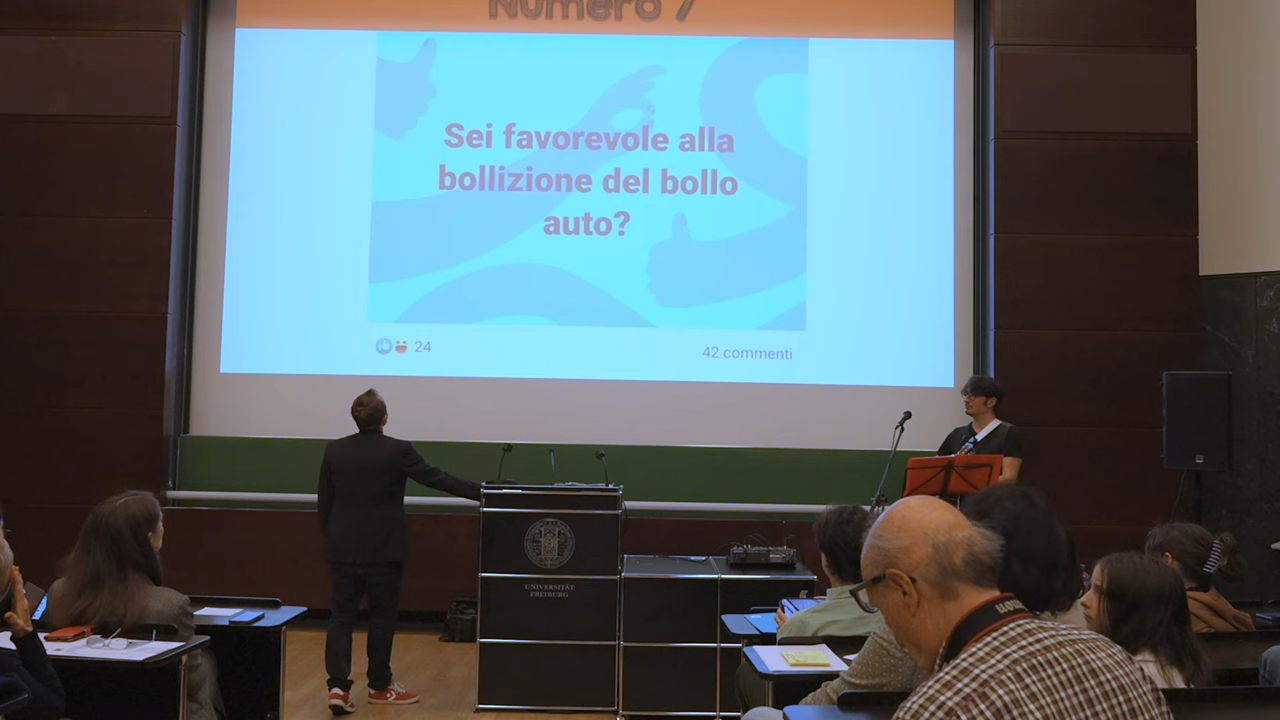 Numero 7
Sei favorevole alla
bollizione del bollo
auto?
24
42 commenti
UNIVERSITÄT
FREIBURG